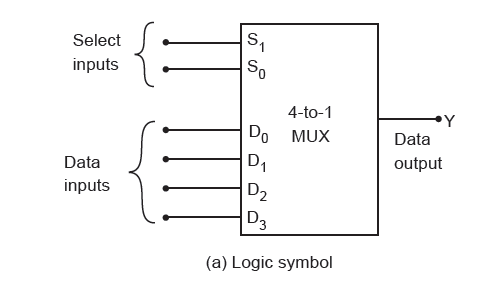 Select
inputs
S1
S0
4-to-1
MUX
Y
Data
output
Data
inputs
D0
D1
D2
D3
(a) Logic symbol